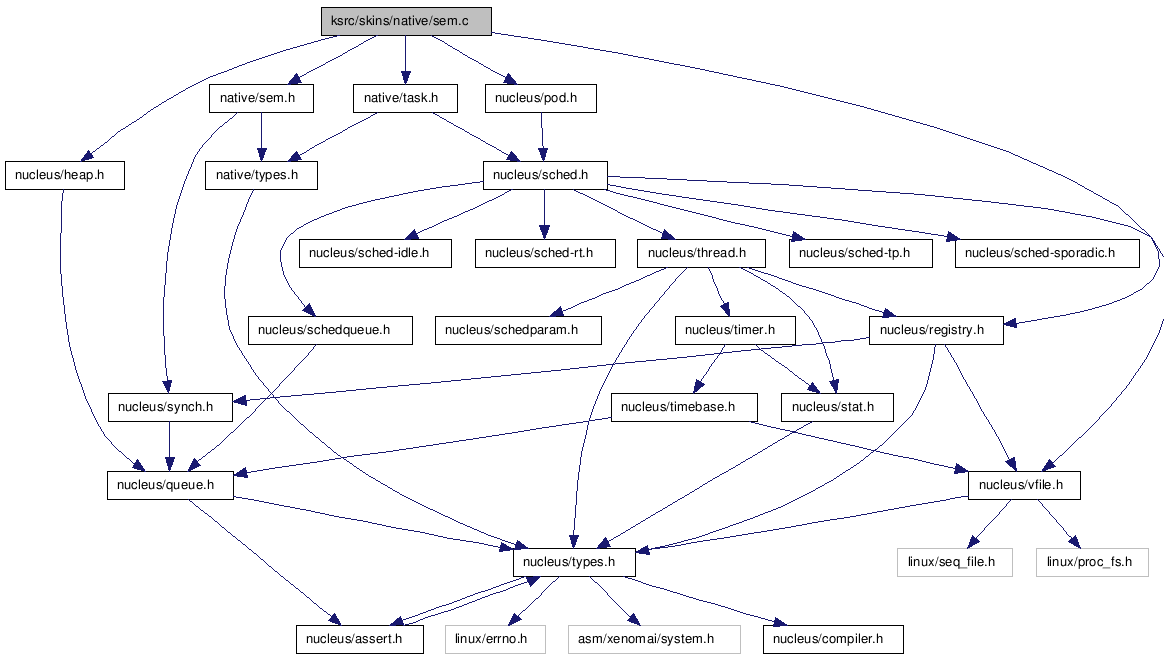 ksrc/skins/native/sem.c
native/sem.h
native/task.h
nucleus/pod.h
nucleus/heap.h
native/types.h
nucleus/sched.h
nucleus/sched-idle.h
nucleus/sched-rt.h
nucleus/thread.h
nucleus/sched-tp.h
nucleus/sched-sporadic.h
nucleus/schedqueue.h
nucleus/schedparam.h
nucleus/timer.h
nucleus/registry.h
nucleus/synch.h
nucleus/timebase.h
nucleus/stat.h
nucleus/queue.h
nucleus/vfile.h
nucleus/types.h
linux/seq_file.h
linux/proc_fs.h
nucleus/assert.h
linux/errno.h
asm/xenomai/system.h
nucleus/compiler.h